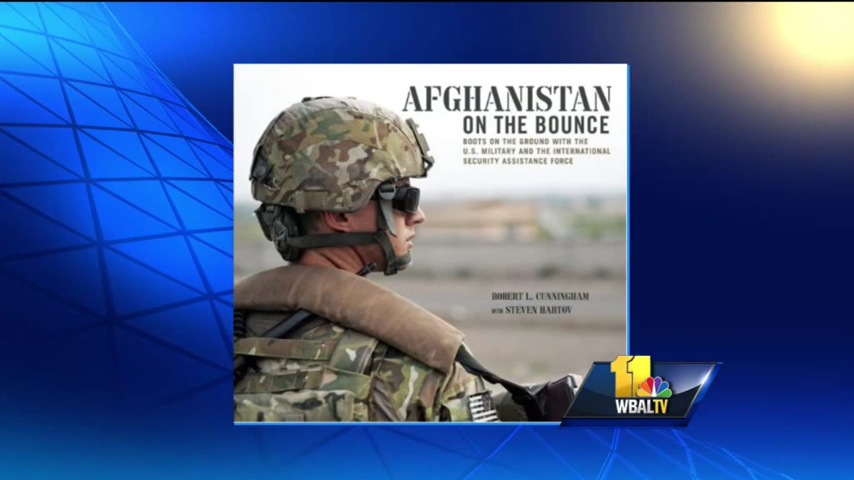 AFGHANISTAN
ON THE BOUNCE
BOOTS ON THE GROUND WITH THE
U.S. MILITARY AND THE INTERNATIONAL
SECURITY ASSISTANCE FORCE
ROBERT L. CUNNINGHAM
WITH STEVEN HARTOV
11
WBALTV